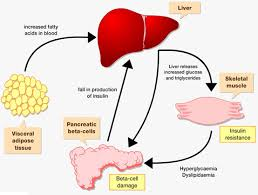 Liver
increased fatty
acids in blood
fall in production
of insulin
Liver releases
increased glucose
and triglycerides
Skeletal
muscle
Visceral
adipose
tissue
Pancreatic
beta-cells
Insulin
resistance
Beta-cell
damage
Hyperglycaemia
Dyslipidaemia